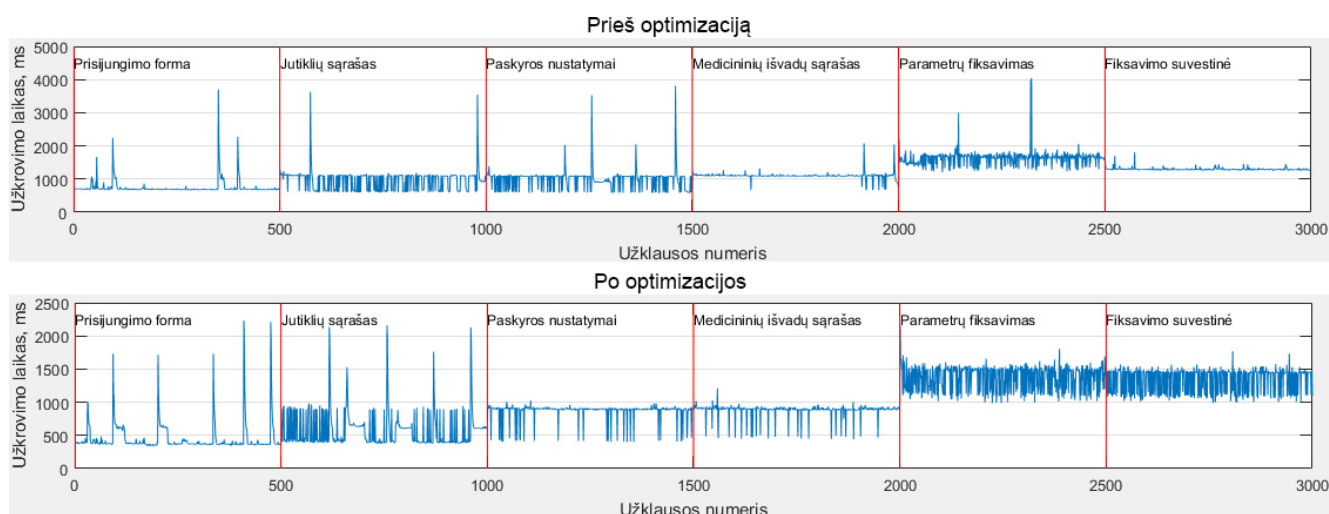 Prieš optimizaciją
Užkrovimo laikas, ms
5000
4000
3000
2000
1000
0
Prisijungimo forma
Jutiklių sąrašas
Paskyros nustatymai
Medicininių išvadų sąrašas
Parametrų fiksavimas
Fiksavimo suvestinė
0 500 1000 1500 2000 2500 3000
Užklausos numeris
Po optimizacijos
Užkrovimo laikas, ms
2500
2000
1500
1000
500
0
Prisijungimo forma
Jutiklių sąrašas
Paskyros nustatymai
Medicininių išvadų sąrašas
Parametrų fiksavimas
Fiksavimo suvestinė
0 500 1000 1500 2000 2500 3000
Užklausos numeris